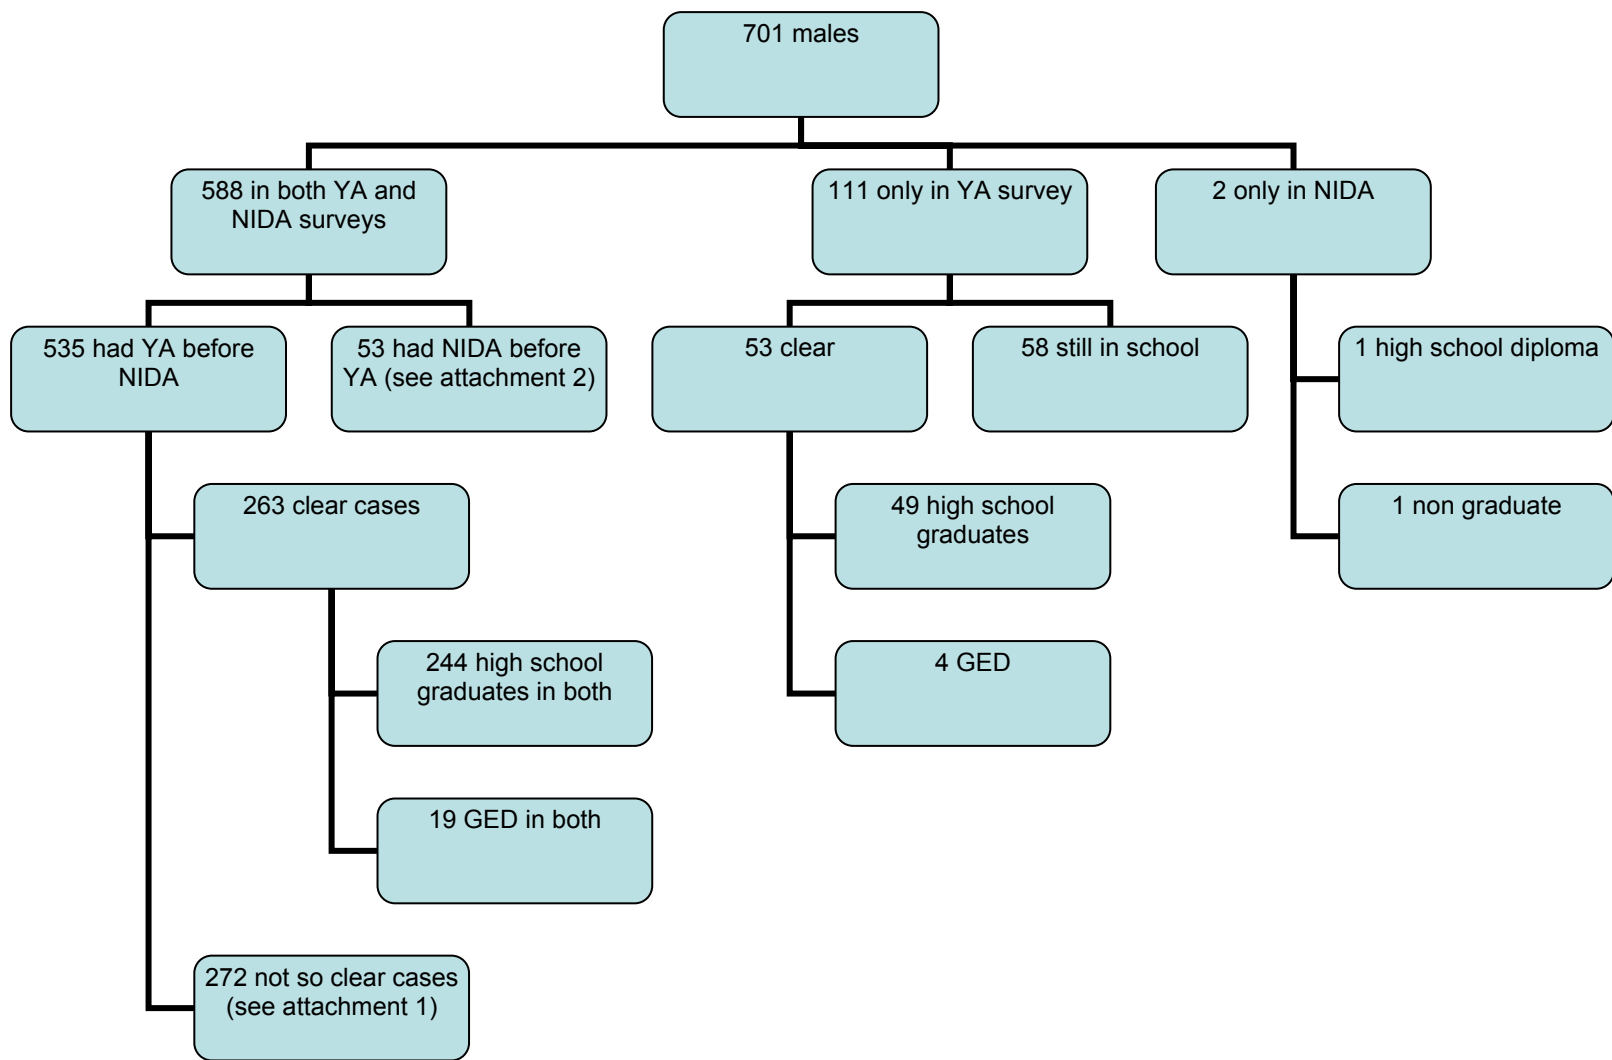 701 males
588 in both YA and
NIDA surveys
111 only in YA survey
2 only in NIDA
535 had YA before
NIDA
53 had NIDA before
YA (see attachment 2)
53 clear
58 still in school
1 high school diploma
263 clear cases
49 high school
graduates
1 non graduate
244 high school
graduates in both
4 GED
19 GED in both
272 not so clear cases
(see attachment 1)